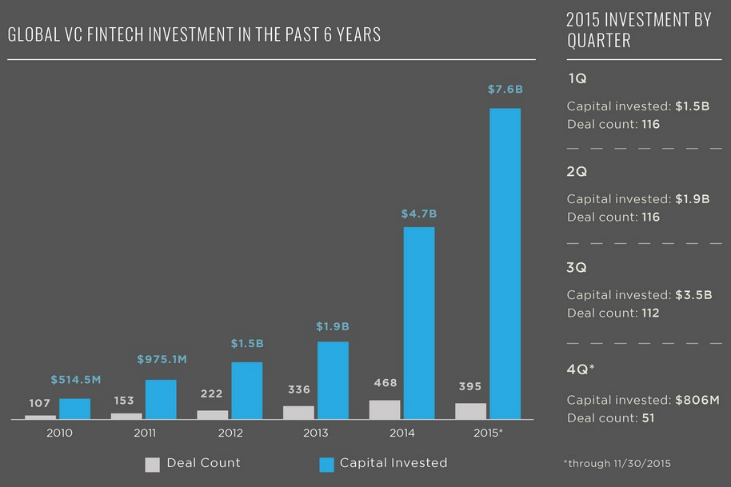 GLOBAL VC FINTECH INVESTMENT IN THE PAST 6 YEARS
$514.5M
$975.1M
$1.5B
$1.9B
$4.7B
$7.6B
107
153
222
336
468
395
2010
2011
2012
2013
2014
2015*
Deal Count
Capital Invested
2015 INVESTMENT BY
QUARTER
1Q
Capital invested: $1.5B
Deal count: 116
2Q
Capital invested: $1.9B
Deal count: 116
3Q
Capital invested: $3.5B
Deal count: 112
4Q*
Capital invested: $806M
Deal count: 51
*through 11/30/2015